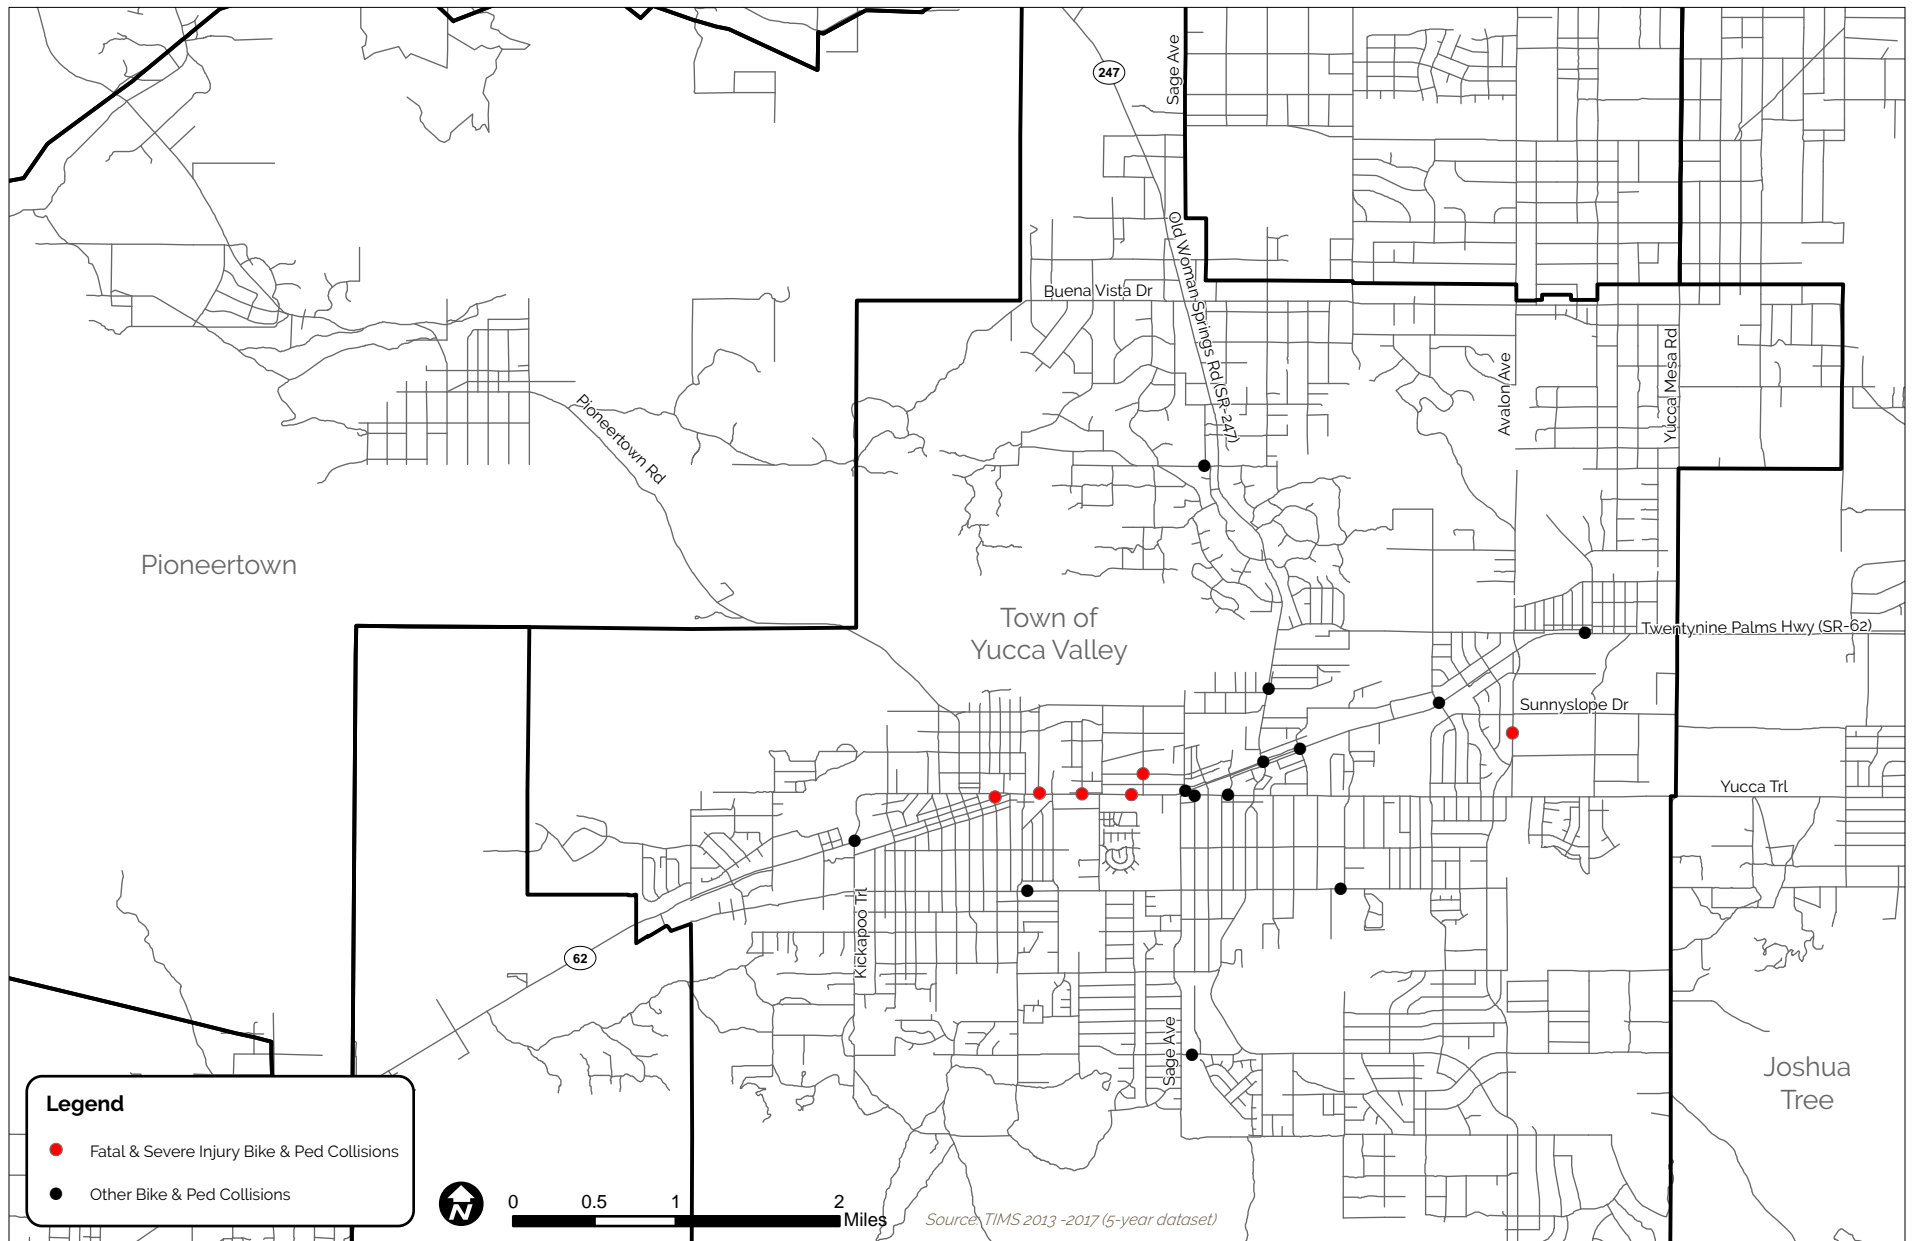 247
Sage Ave
Old Woman Springs Rd (SR-247)
Buena Vista Dr
Avalon Ave
Yucca Mesa Rd
Pioneertown Rd
Pioneertown
Town of
Yucca Valley
Twentynine Palms Hwy (SR-62)
Sunnyslope Dr
Yucca Trl
Kickapoo Trl
62
Sage Ave
Joshua
Tree
Legend
Fatal & Severe Injury Bike & Ped Collisions
Other Bike & Ped Collisions
N
0 0.5 1 2
Miles
Source: TIMS 2013 -2017 (5-year dataset)